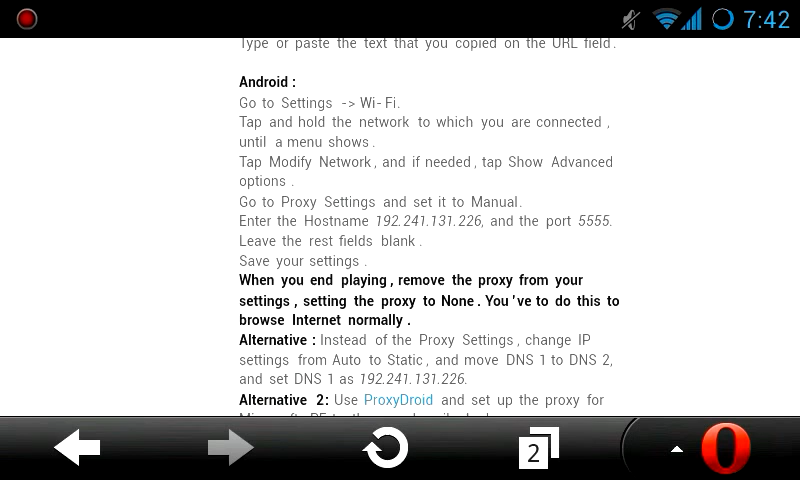 7:42
Type or paste the text that you copied on the URL field.
Android :
Go to Settings -> Wi-Fi.
Tap and hold the network to which you are connected ,
until a menu shows .
Tap Modify Network , and if needed , tap Show Advanced
options .
Go to Proxy Settings and set it to Manual.
Enter the Hostname 192.241.131.226, and the port 5555.
Leave the rest fields blank .
Save your settings .
When you end playing , remove the proxy from your
settings , setting the proxy to None . You 've to do this to
browse Internet normally .
Alternative : Instead of the Proxy Settings , change IP
settings from Auto to Static , and move DNS 1 to DNS 2,
and set DNS 1 as 192.241.131.226.
Alternative 2: Use ProxyDroid and set up the proxy for
2